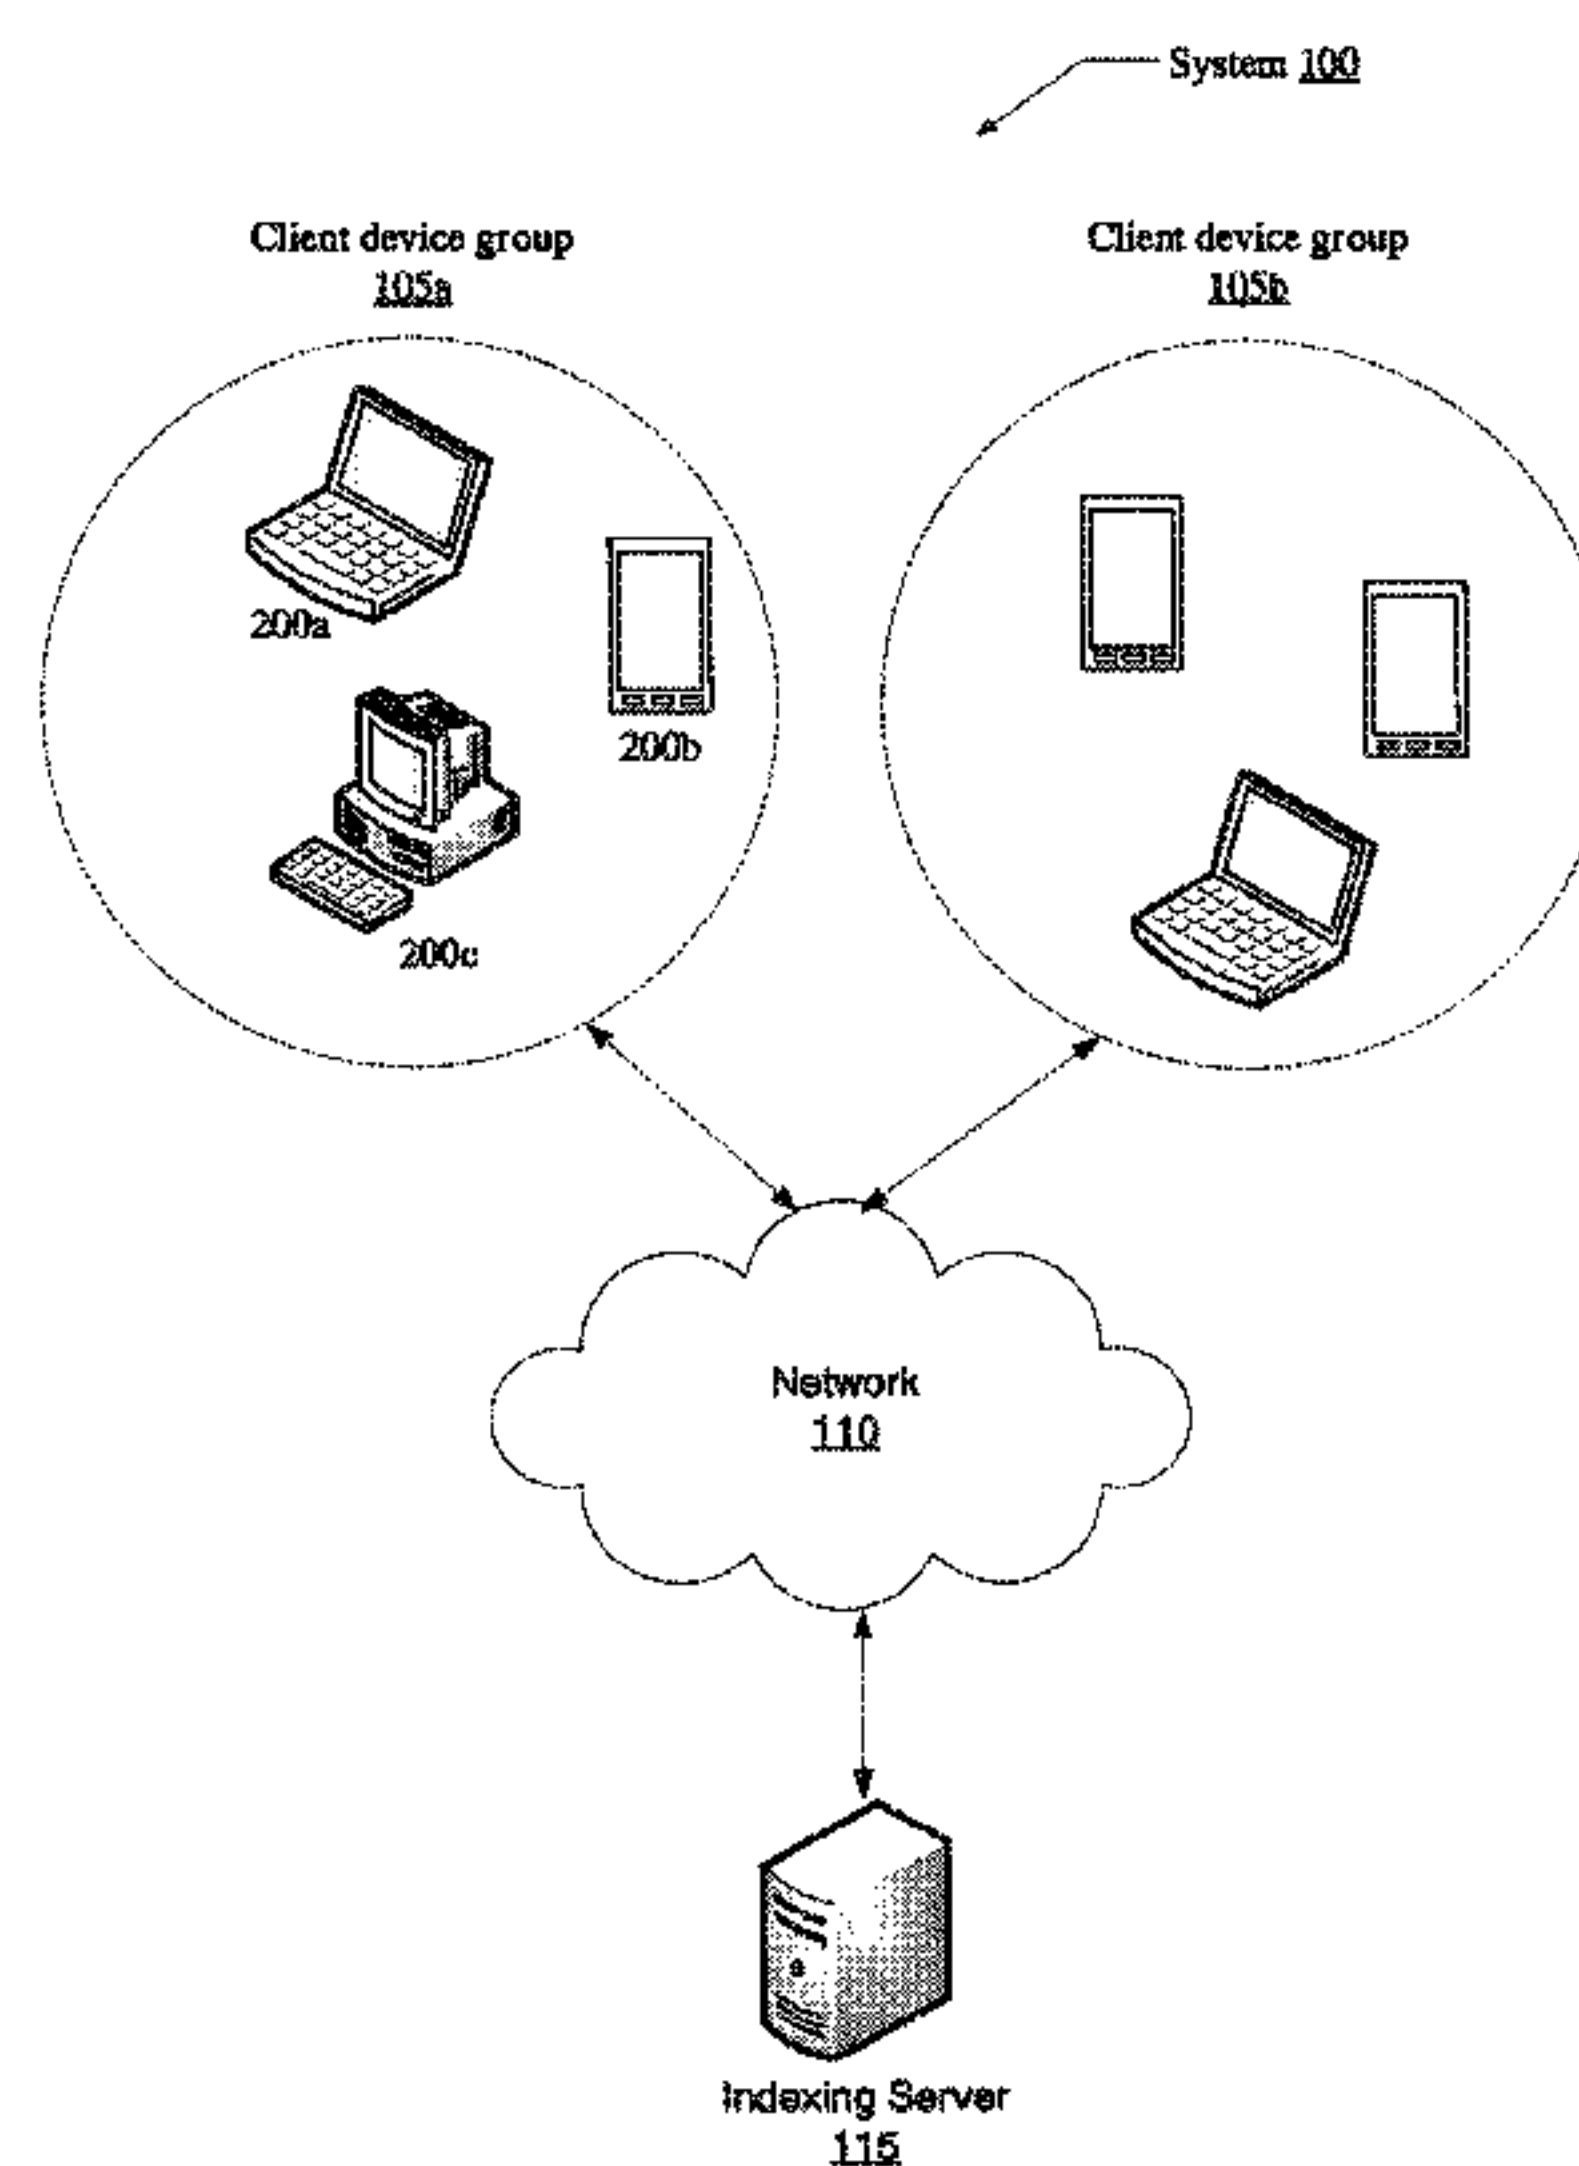 System 100
Client device group
105a
Client device group
105b
200a
200b
200c
Network
110
Indexing Server
115